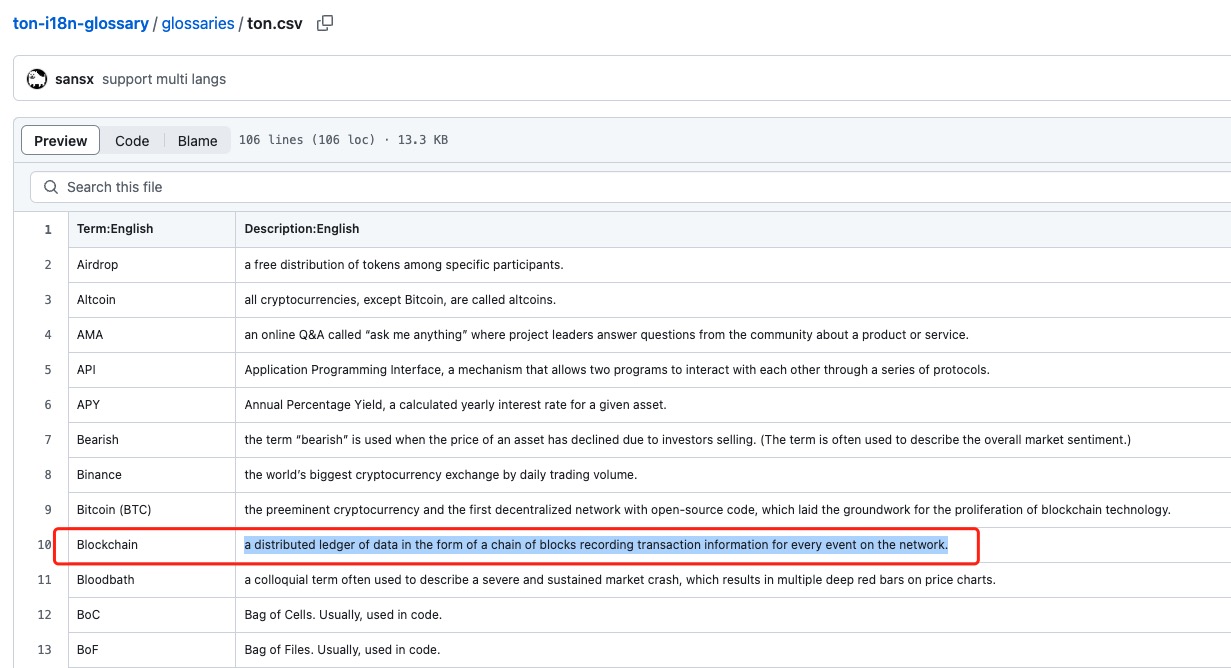 ton-i18n-glossary / glossaries / ton.csv
sansx support multi langs
Preview Code Blame 106 lines (106 loc) · 13.3 KB
Search this file
1 Term:English Description:English
2 Airdrop a free distribution of tokens among specific participants.
3 Altcoin all cryptocurrencies, except Bitcoin, are called altcoins.
4 AMA an online Q&A called “ask me anything” where project leaders answer questions from the community about a product or service.
5 API Application Programming Interface, a mechanism that allows two programs to interact with each other through a series of protocols.
6 APY Annual Percentage Yield, a calculated yearly interest rate for a given asset.
7 Bearish the term “bearish” is used when the price of an asset has declined due to investors selling. (The term is often used to describe the overall market sentiment.)
8 Binance the world’s biggest cryptocurrency exchange by daily trading volume.
9 Bitcoin (BTC) the preeminent cryptocurrency and the first decentralized network with open-source code, which laid the groundwork for the proliferation of blockchain technology.
10 Blockchain a distributed ledger of data in the form of a chain of blocks recording transaction information for every event on the network.
11 Bloodbath a colloquial term often used to describe a severe and sustained market crash, which results in multiple deep red bars on price charts.
12 BoC Bag of Cells. Usually, used in code.
13 BoF Bag of Files. Usually, used in code.